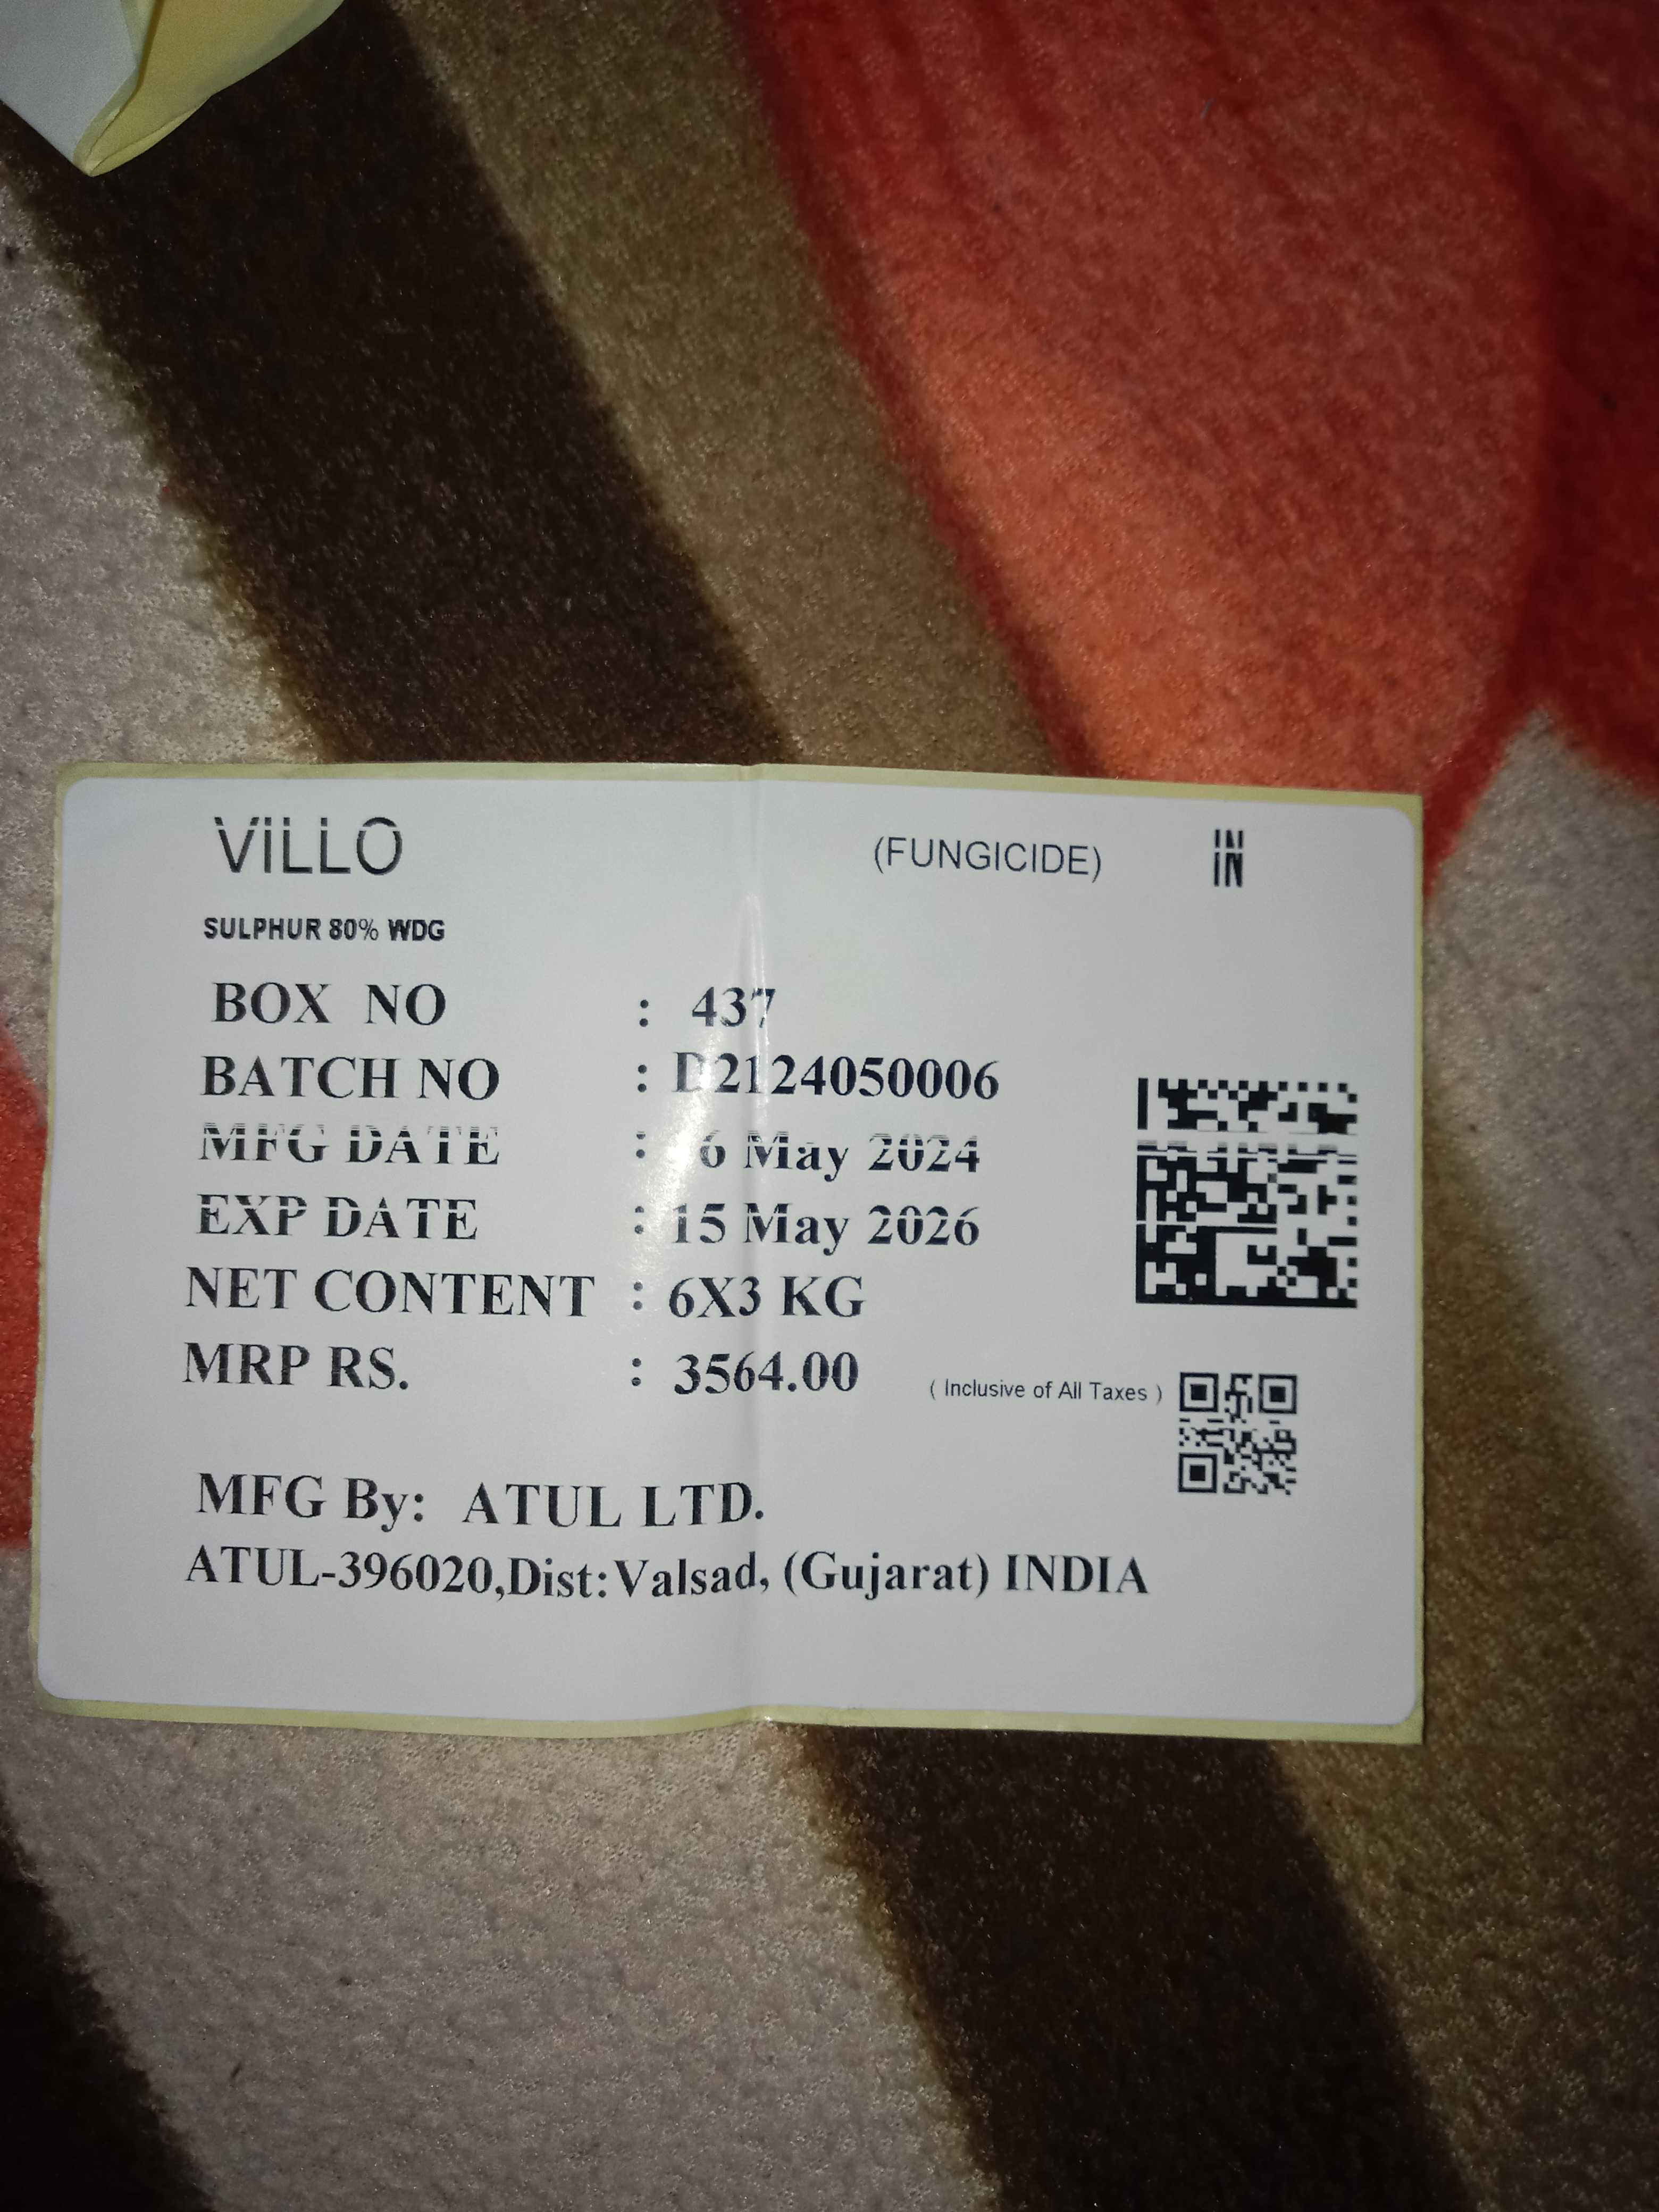 VILLO (FUNGICIDE) IN
SULPHUR 80% WDG
BOX NO : 437
BATCH NO : D2124050006
MFG DATE : May 2024
EXP DATE : 15 May 2026
NET CONTENT : 6X3 KG
MRP RS. : 3564.00 ( Inclusive of All Taxes )
MFG By: ATUL LTD.
ATUL-396020,Dist:Valsad, (Gujarat) INDIA